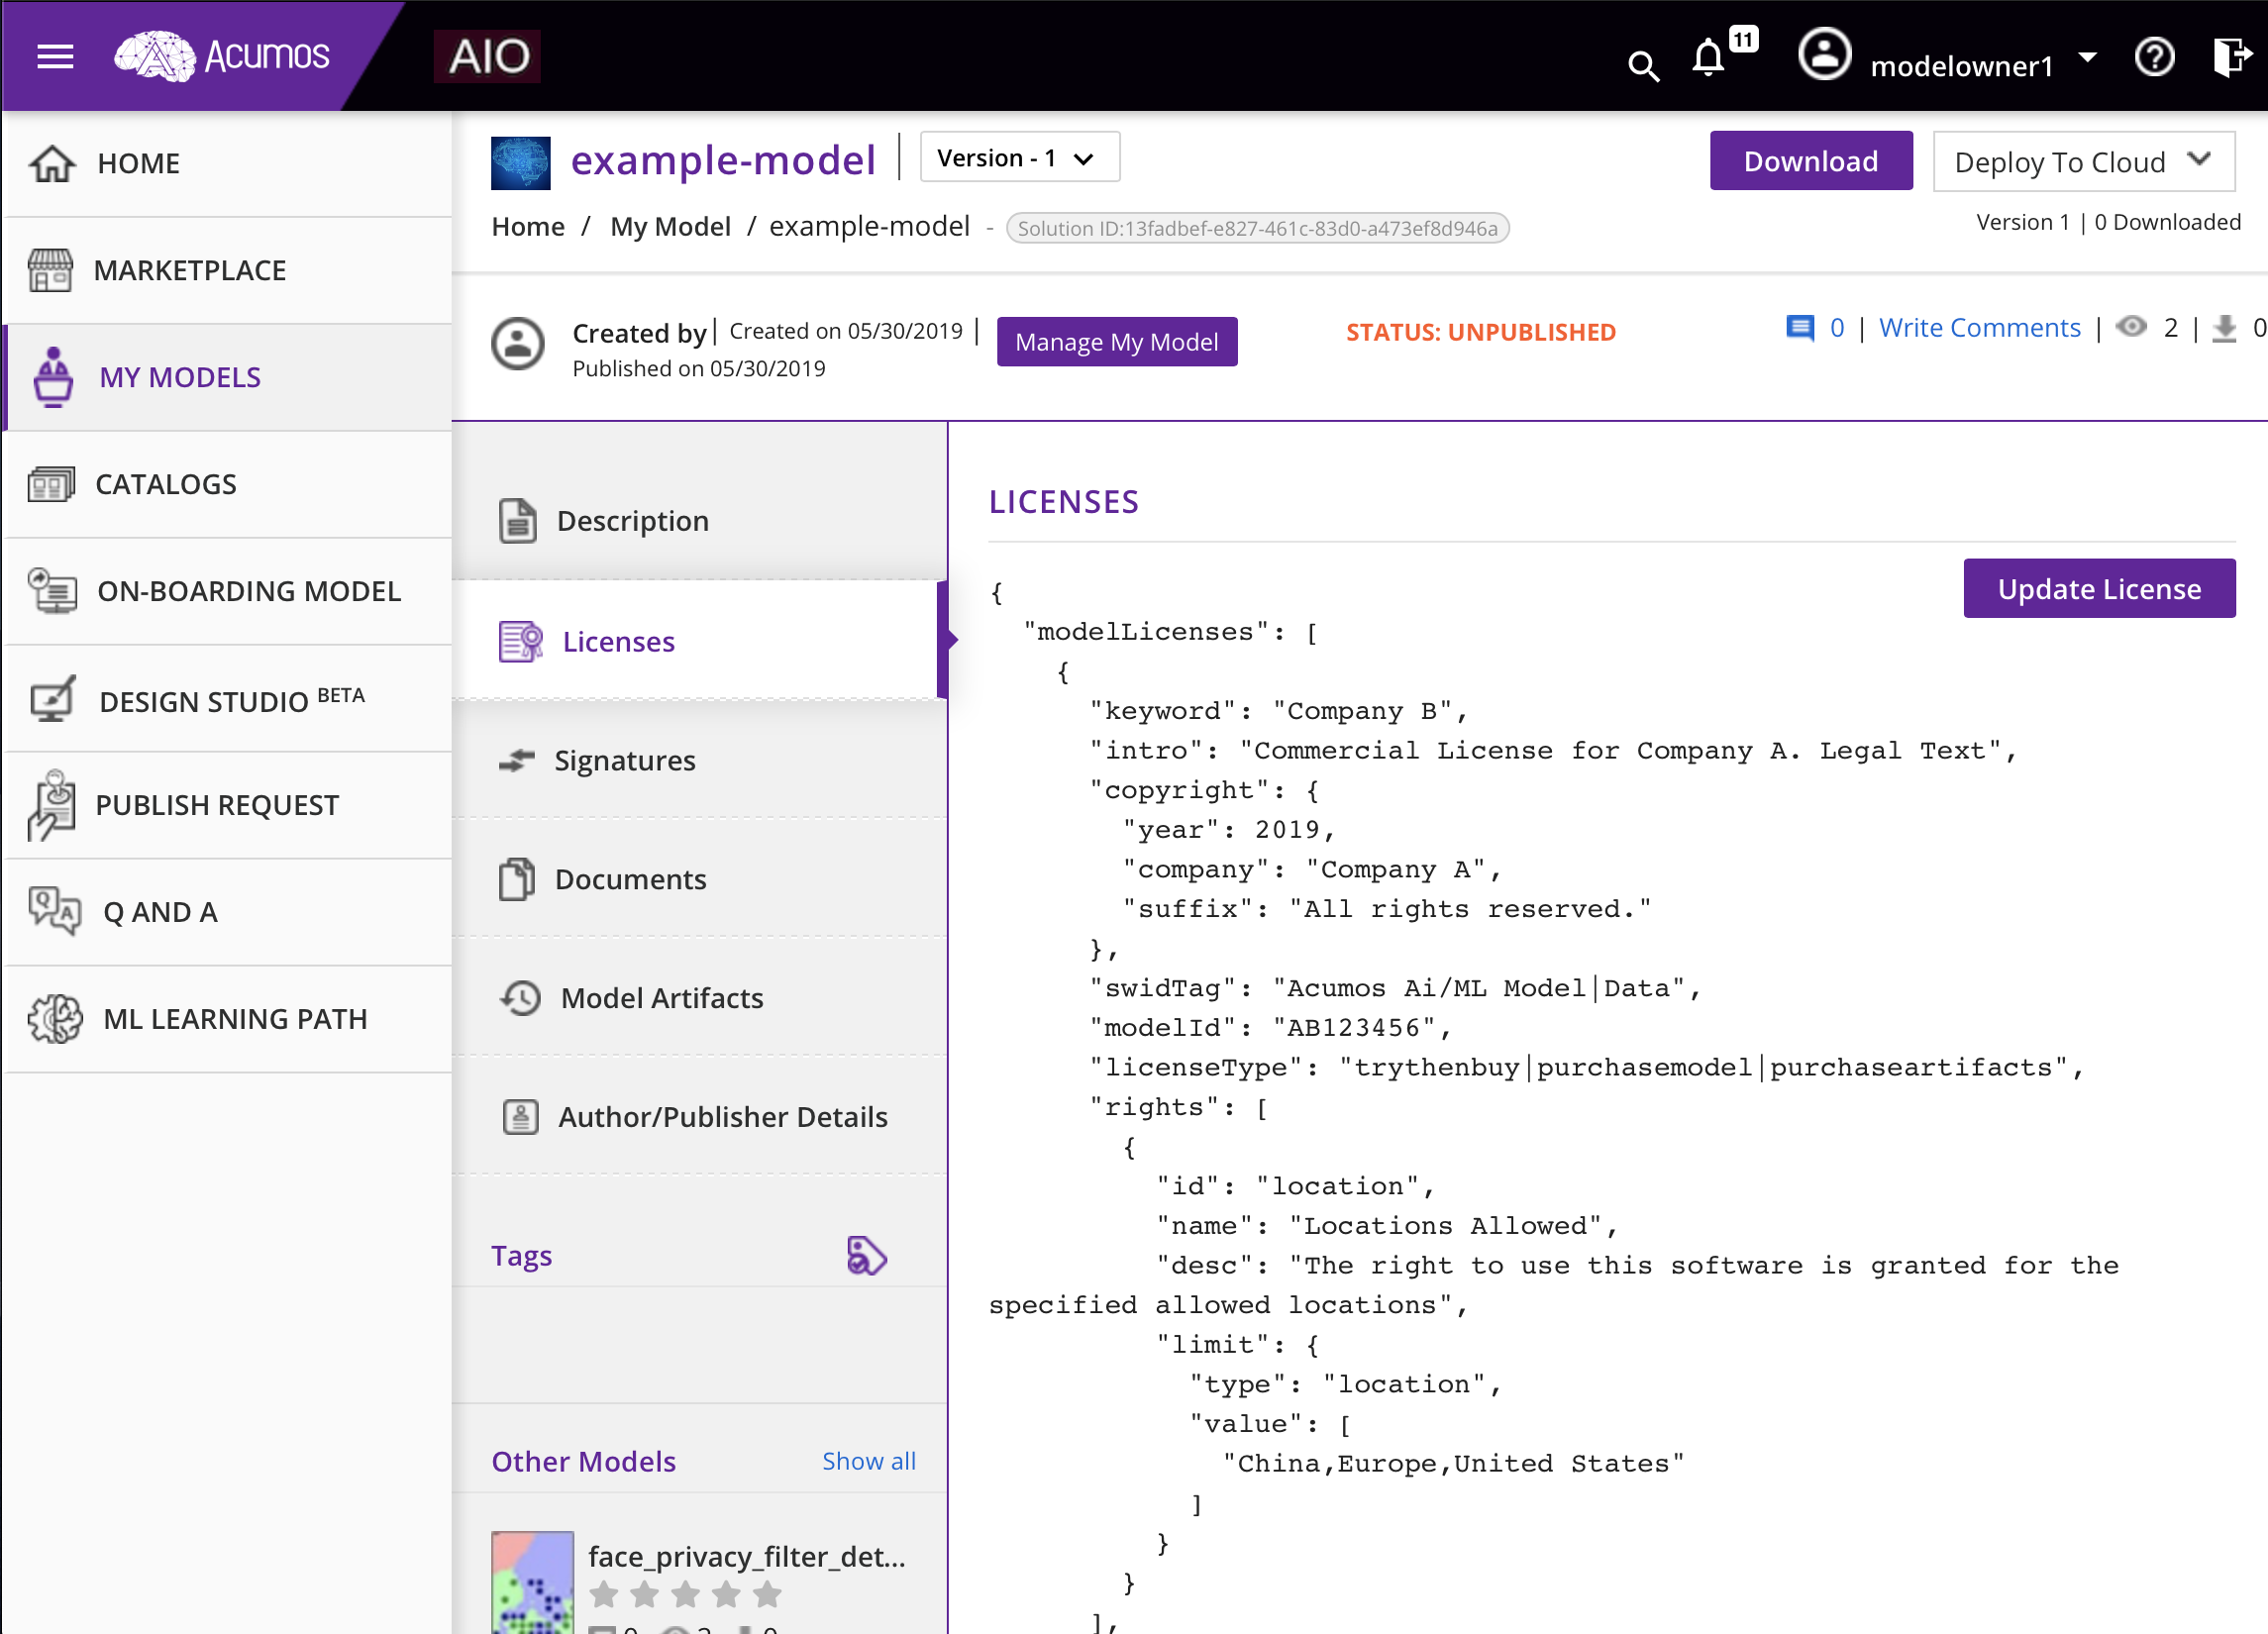 Acumos
AIO
11
modelowner1
HOME
MARKETPLACE
MY MODELS
CATALOGS
ON-BOARDING MODEL
DESIGN STUDIO BETA
PUBLISH REQUEST
Q AND A
ML LEARNING PATH
example-model
Version - 1
Download
Deploy To Cloud
Home / My Model / example-model - Solution ID:13fadbef-e827-461c-83d0-a473ef8d946a
Version 1 | 0 Downloaded
Created by | Created on 05/30/2019 |
Published on 05/30/2019
Manage My Model
STATUS: UNPUBLISHED
0 | Write Comments | 2 | 0
Description
Licenses
Signatures
Documents
Model Artifacts
Author/Publisher Details
Tags
Other Models
Show all
face_privacy_filter_det...
LICENSES
Update License
{
"modelLicenses": [
{
"keyword": "Company B",
"intro": "Commercial License for Company A. Legal Text",
"copyright": {
"year": 2019,
"company": "Company A",
"suffix": "All rights reserved."
},
"swidTag": "Acumos Ai/ML Model|Data",
"modelId": "AB123456",
"licenseType": "trythenbuy|purchasemodel|purchaseartifacts",
"rights": [
{
"id": "location",
"name": "Locations Allowed",
"desc": "The right to use this software is granted for the
specified allowed locations",
"limit": {
"type": "location",
"value": [
"China,Europe,United States"
]
}
}
],